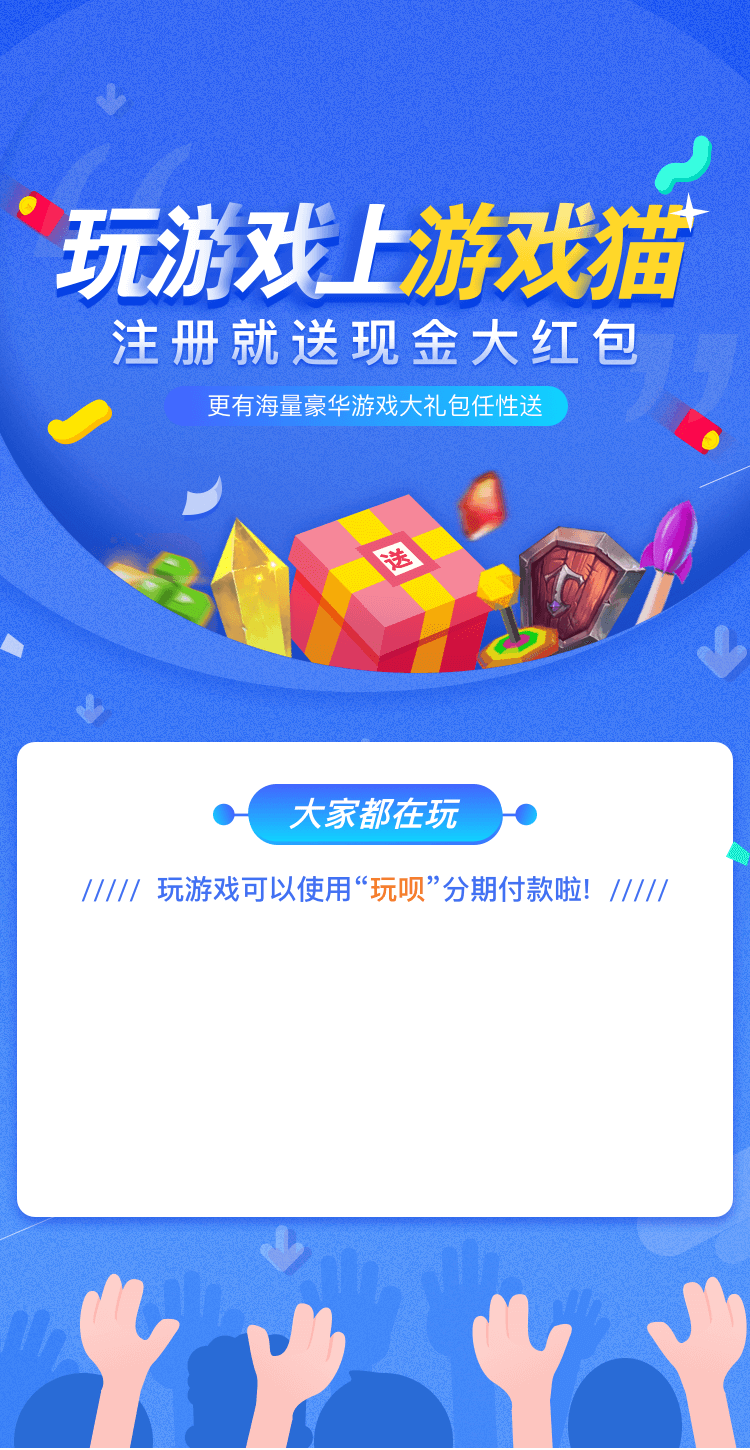 玩游戏上游戏猫
注册就送现金大红包
更有海量豪华游戏大礼包任性送
送
大家都在玩
///// 玩游戏可以使用“玩呗”分期付款啦! /////